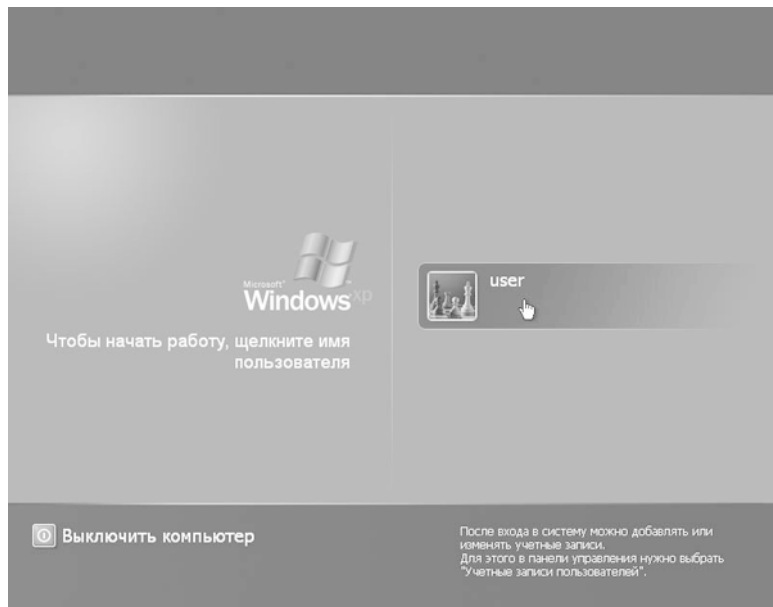 Microsoft
Windows xp
Чтобы начать работу, щелкните имя
пользователя
user
Выключить компьютер
После входа в систему можно добавлять или
изменять учетные записи.
Для этого в панели управления нужно выбрать
"Учетные записи пользователей".